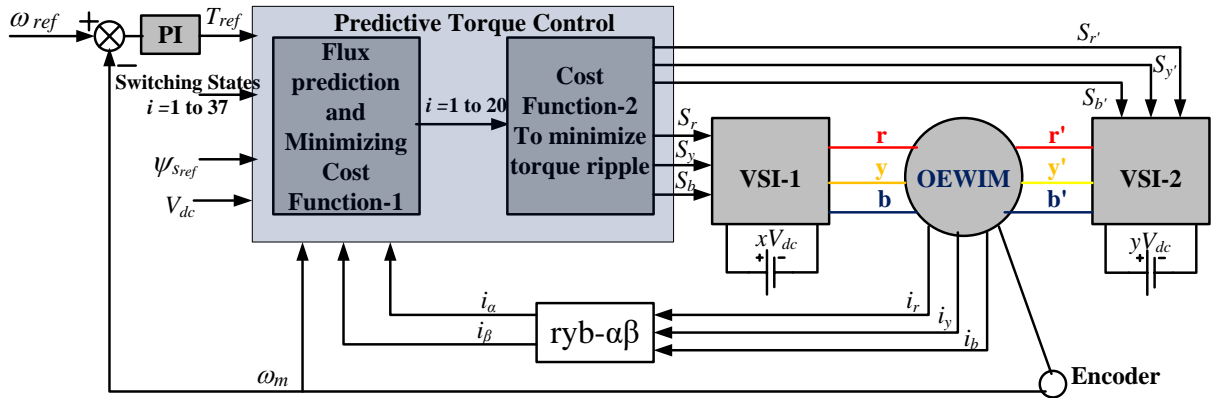 ω ref
+
−
PI
T ref
Switching States
i =1 to 37
ψ Sref
V dc
Predictive Torque Control
Flux
prediction
and
Minimizing
Cost
Function-1
i =1 to 20
Cost
Function-2
To minimize
torque ripple
S r'
S y'
S b'
S r
S y
S b
VSI-1
r
y
b
OEWIM
r'
y'
b'
VSI-2
xV dc
+ −
yV dc
+ −
i α
i β
ryb-αβ
i r
i y
i b
ω m
Encoder